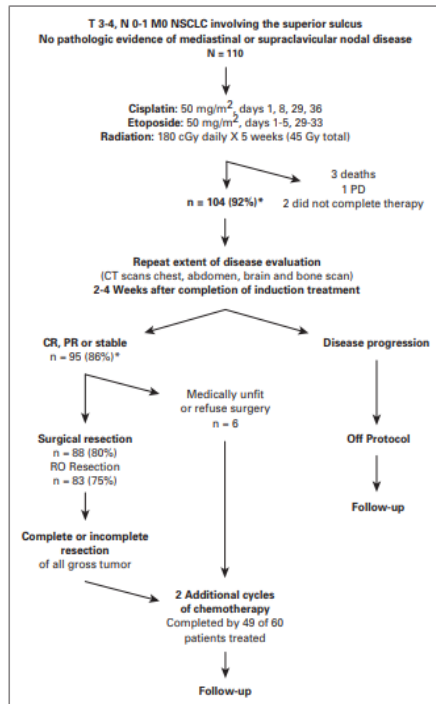 T 3-4, N 0-1 M0 NSCLC involving the superior sulcus
No pathologic evidence of mediastinal or supraclavicular nodal disease
N = 110
Cisplatin: 50 mg/m2, days 1, 8, 29, 36
Etoposide: 50 mg/m2, days 1-5, 29-33
Radiation: 180 cGy daily X 5 weeks (45 Gy total)
3 deaths
1 PD
2 did not complete therapy
n = 104 (92%)*
Repeat extent of disease evaluation
(CT scans chest, abdomen, brain and bone scan)
2-4 Weeks after completion of induction treatment
CR, PR or stable
n = 95 (86%)*
Disease progression
Medically unfit
or refuse surgery
n = 6
Surgical resection
n = 88 (80%)
RO Resection
n = 83 (75%)
Off Protocol
Follow-up
Complete or incomplete
resection
of all gross tumor
2 Additional cycles
of chemotherapy
Completed by 49 of 60
patients treated
Follow-up